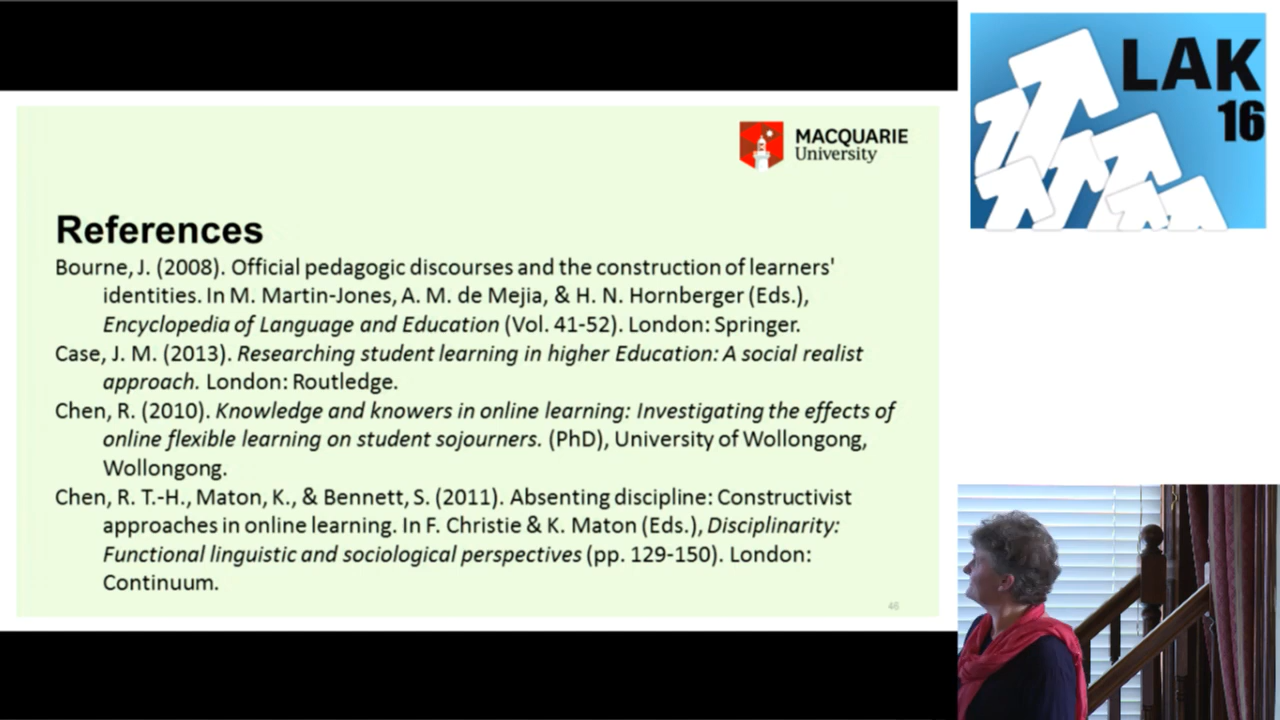 MACQUARIE
University
References
Bourne, J. (2008). Official pedagogic discourses and the construction of learners'
identities. In M. Martin-Jones, A. M. de Mejia, & H. N. Hornberger (Eds.),
Encyclopedia of Language and Education (Vol. 41-52). London: Springer.
Case, J. M. (2013). Researching student learning in higher Education: A social realist
approach. London: Routledge.
Chen, R. (2010). Knowledge and knowers in online learning: Investigating the effects of
online flexible learning on student sojourners. (PhD), University of Wollongong,
Wollongong.
Chen, R. T.-H., Maton, K., & Bennett, S. (2011). Absenting discipline: Constructivist
approaches in online learning. In F. Christie & K. Maton (Eds.), Disciplinarity:
Functional linguistic and sociological perspectives (pp. 129-150). London:
Continuum.
46
LAK
16